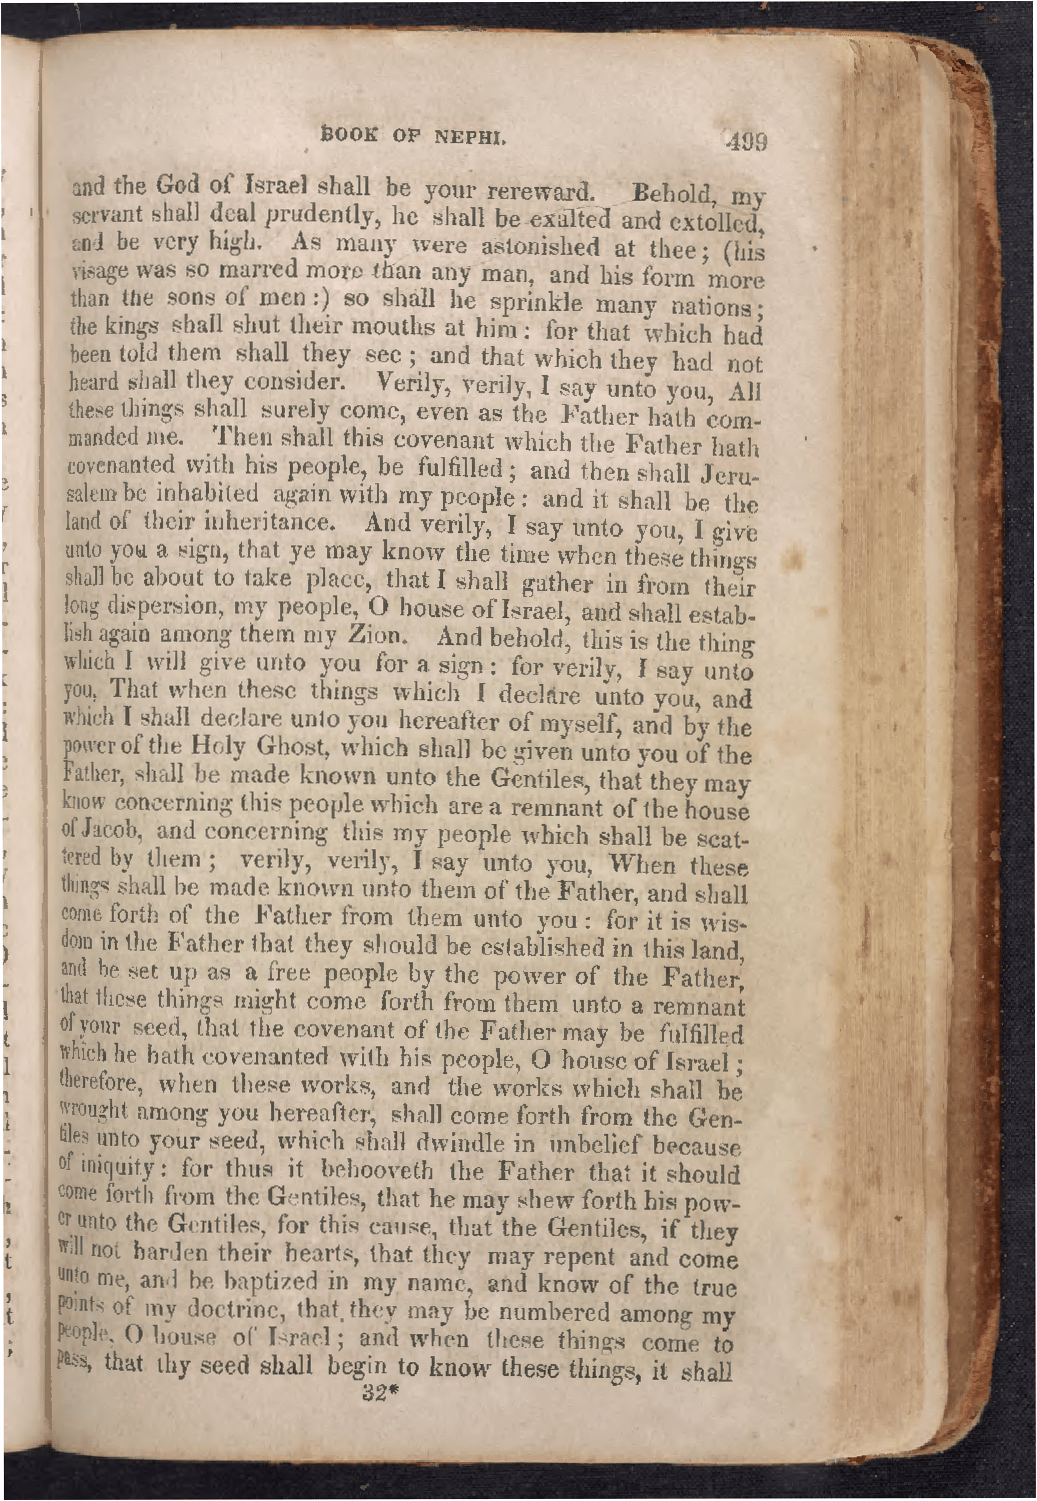 BOOK OF NEPHI. 499
and the God of Israel shall be your rereward. Behold, my
servant shall deal prudently, he shall be exalted and extolled,
and be very high. As many were astonished at thee; (his
visage was so marred more than any man, and his form more
than the sons of men:) so shall he sprinkle many nations;
the kings shall shut their mouths at him: for that which had
been told them shall they see; and that which they had not
heard shall they consider. Verily, verily, I say unto you, All
these things shall surely come, even as the Father hath com-
manded me. Then shall this covenant which the Father hath
covenanted with his people, be fulfilled; and then shall Jeru-
salem be inhabited again with my people: and it shall be the
land of their inheritance. And verily, I say unto you, I give
unto you a sign, that ye may know the time when these things
shall be about to take place, that I shall gather in from their
long dispersion, my people, O house of Israel, and shall estab-
lish again among them my Zion. And behold, this is the thing
which I will give unto you for a sign: for verily, I say unto
you, That when these things which I declare unto you, and
which I shall declare unto you hereafter of myself, and by the
power of the Holy Ghost, which shall be given unto you of the
Father, shall be made known unto the Gentiles, that they may
know concerning this people which are a remnant of the house
of Jacob, and concerning this my people which shall be scat-
tered by them; verily, verily, I say unto you, When these
things shall be made known unto them of the Father, and shall
come forth of the Father from them unto you: for it is wis-
dom in the Father that they should be established in this land,
and be set up as a free people by the power of the Father,
that these things might come forth from them unto a remnant
of your seed, that the covenant of the Father may be fulfilled
which he hath covenanted with his people, O house of Israel;
therefore, when these works, and the works which shall be
wrought among you hereafter, shall come forth from the Gen-
tiles unto your seed, which shall dwindle in unbelief because
of iniquity: for thus it behooveth the Father that it should
come forth from the Gentiles, that he may shew forth his pow-
er unto the Gentiles, for this cause, that the Gentiles, if they
will not harden their hearts, that they may repent and come
unto me, and be baptized in my name, and know of the true
points of my doctrine, that they may be numbered among my
people, O house of Israel; and when these things come to
pass, that thy seed shall begin to know these things, it shall
32*